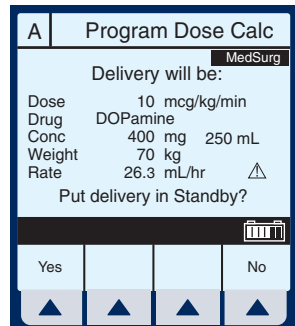 A Program Dose Calc
MedSurg
Delivery will be:
Dose 10 mcg/kg/min
Drug DOPamine
Conc 400 mg 250 mL
Weight 70 kg
Rate 26.3 mL/hr
Put delivery in Standby?
Yes No